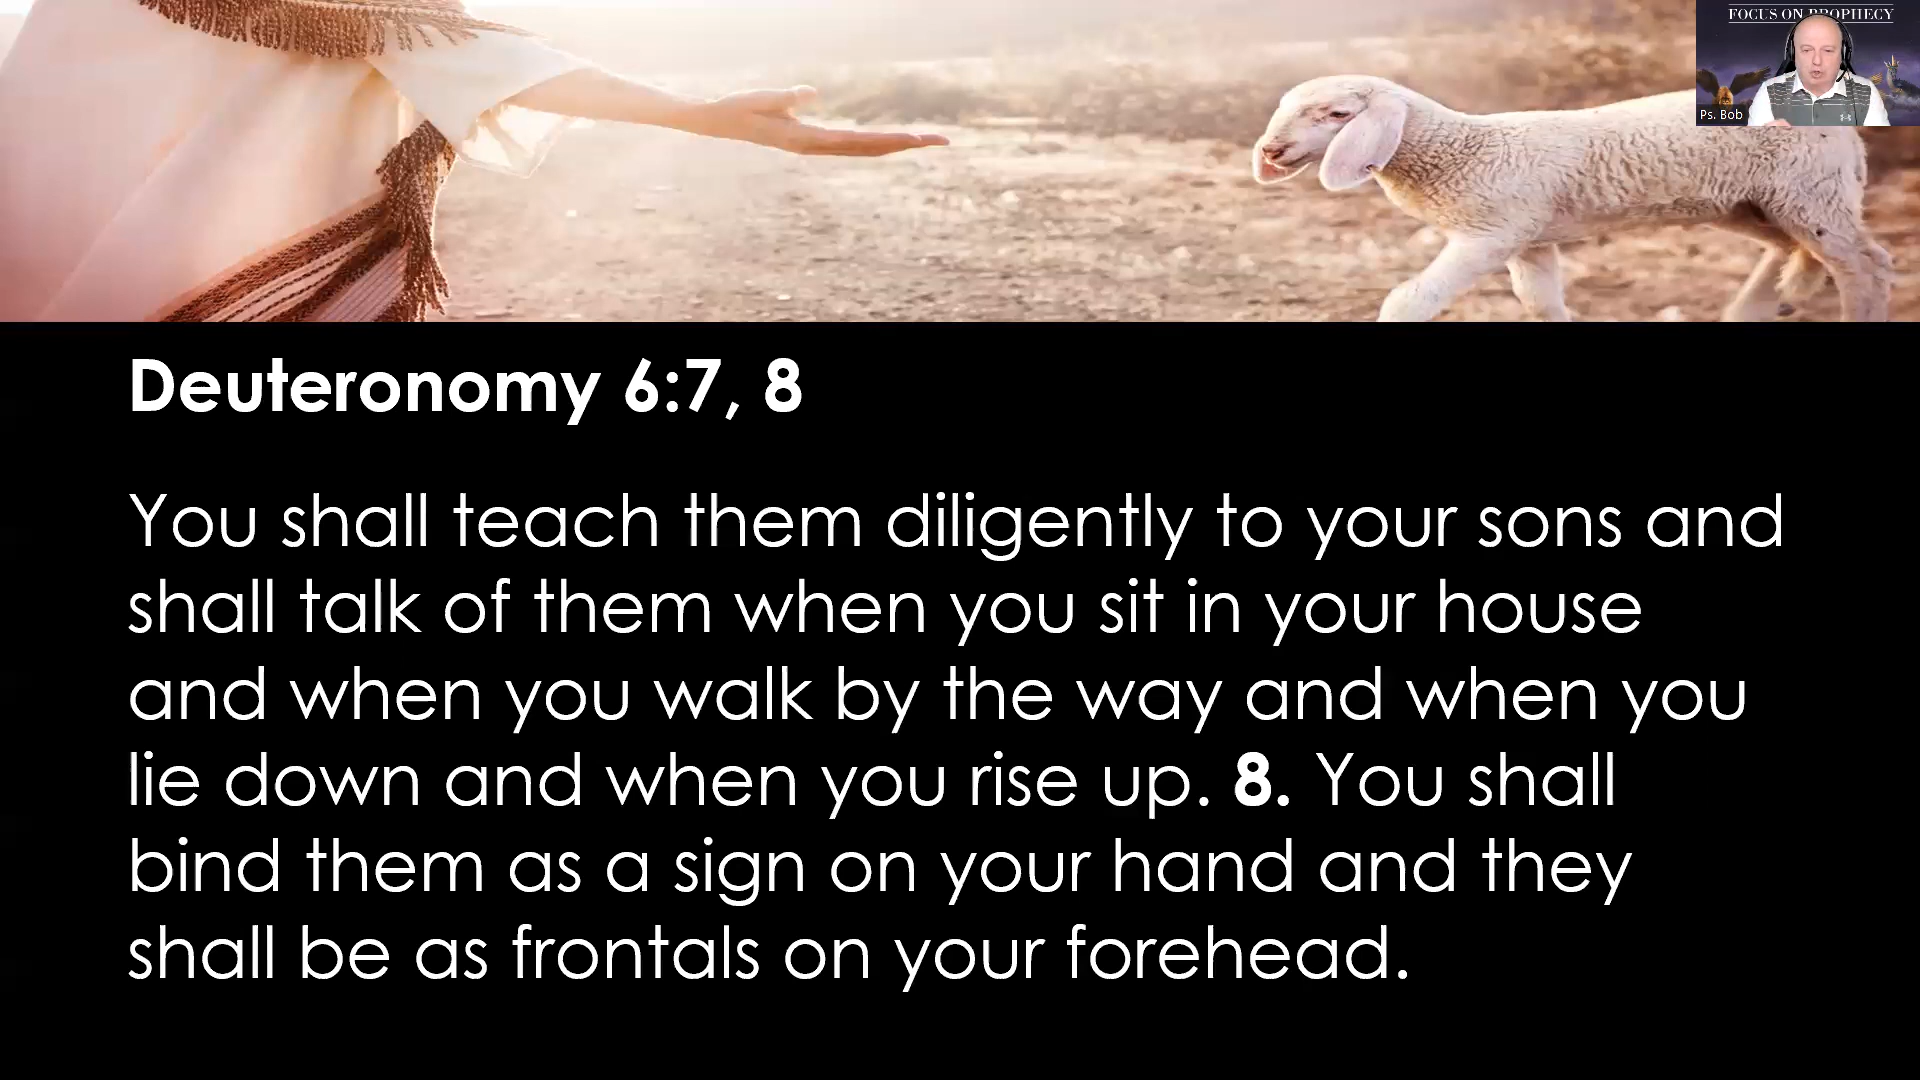 FOCUS ON PROPHECY
Ps. Bob
Deuteronomy 6:7, 8
You shall teach them diligently to your sons and
shall talk of them when you sit in your house
and when you walk by the way and when you
lie down and when you rise up. 8. You shall
bind them as a sign on your hand and they
shall be as frontals on your forehead.